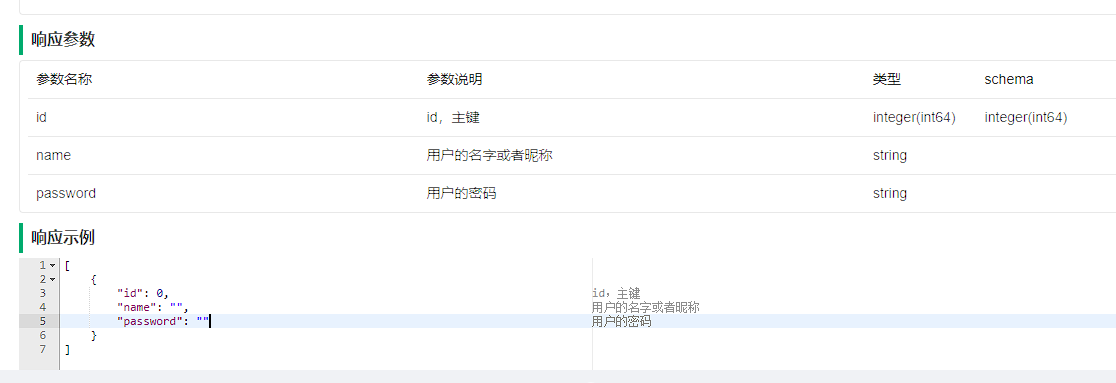 响应参数
参数名称 参数说明 类型 schema
id id，主键 integer(int64) integer(int64)
name 用户的名字或者昵称 string
password 用户的密码 string
响应示例
1 [
2 {
3 "id": 0, id，主键
4 "name": "", 用户的名字或者昵称
5 "password": "" 用户的密码
6 }
7 ]